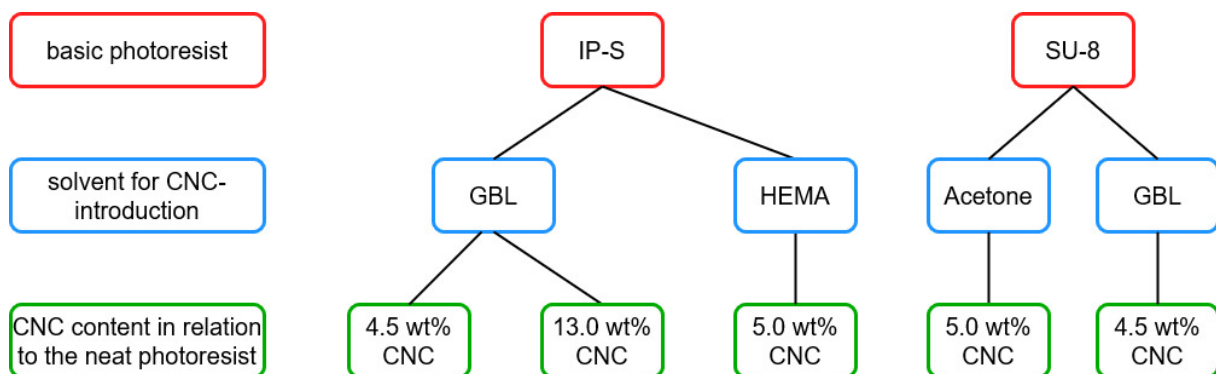 basic photoresist
IP-S
SU-8
solvent for CNC-
introduction
GBL
HEMA
Acetone
GBL
CNC content in relation
to the neat photoresist
4.5 wt%
CNC
13.0 wt%
CNC
5.0 wt%
CNC
5.0 wt%
CNC
4.5 wt%
CNC